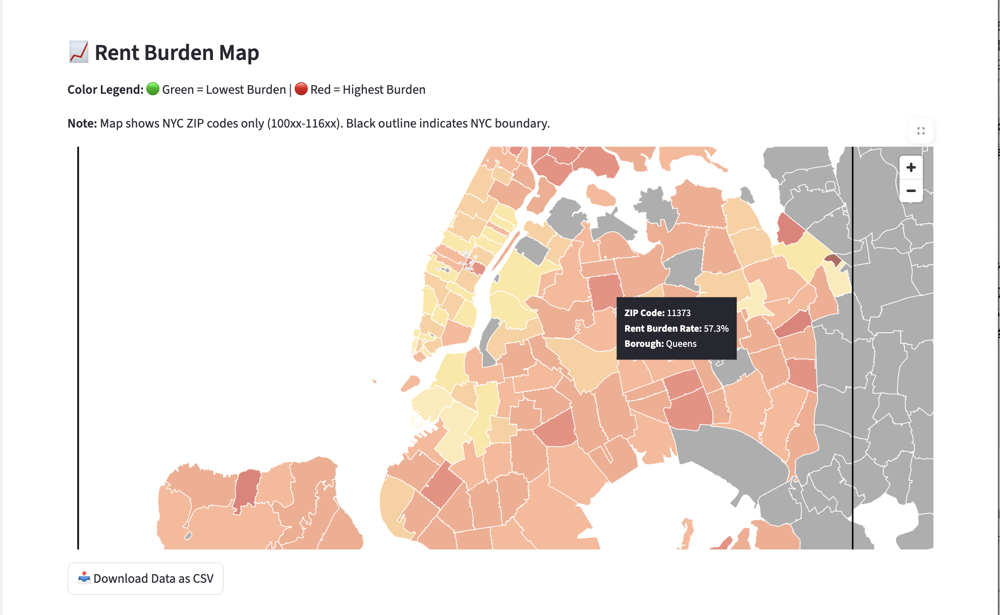 Rent Burden Map
Color Legend: Green = Lowest Burden | Red = Highest Burden
Note: Map shows NYC ZIP codes only (100xx-116xx). Black outline indicates NYC boundary.
+
−
ZIP Code: 11373
Rent Burden Rate: 57.3%
Borough: Queens
Download Data as CSV